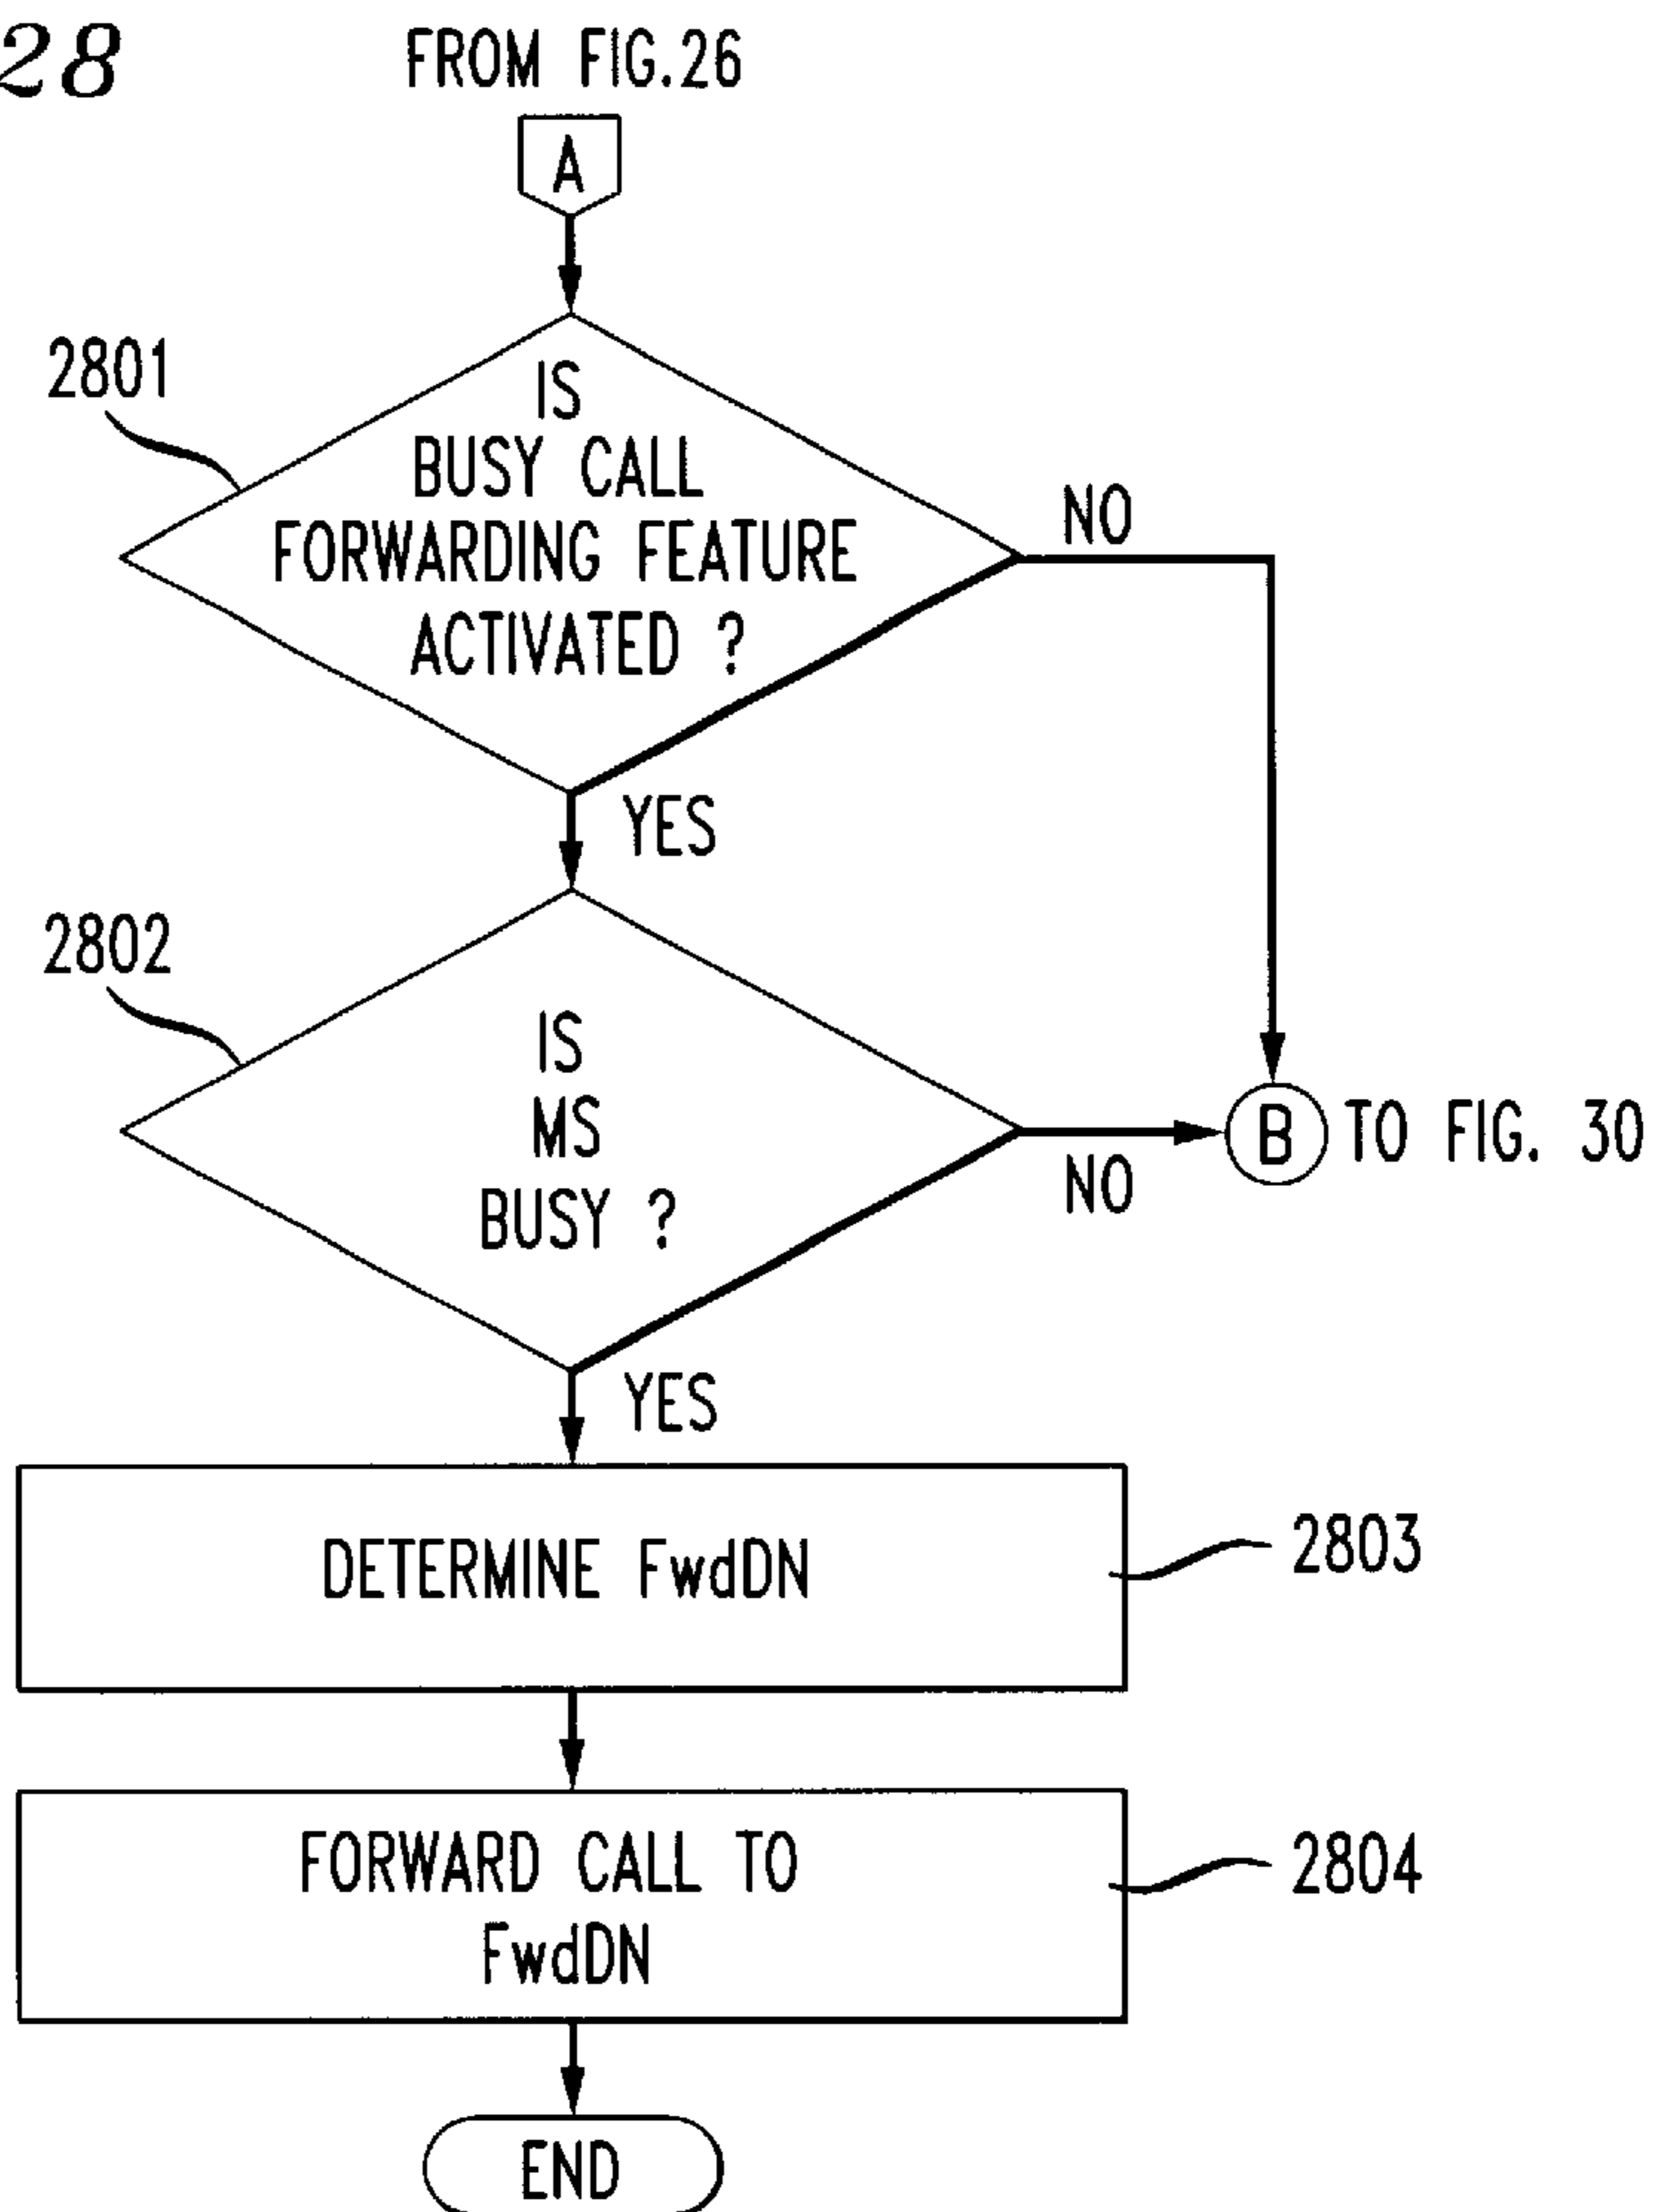 28
FROM FIG.26
A
2801
IS
BUSY CALL
FORWARDING FEATURE
ACTIVATED ?
NO
YES
2802
IS
MS
BUSY ?
B TO FIG. 30
NO
YES
DETERMINE FwdDN
2803
FORWARD CALL TO
FwdDN
2804
END